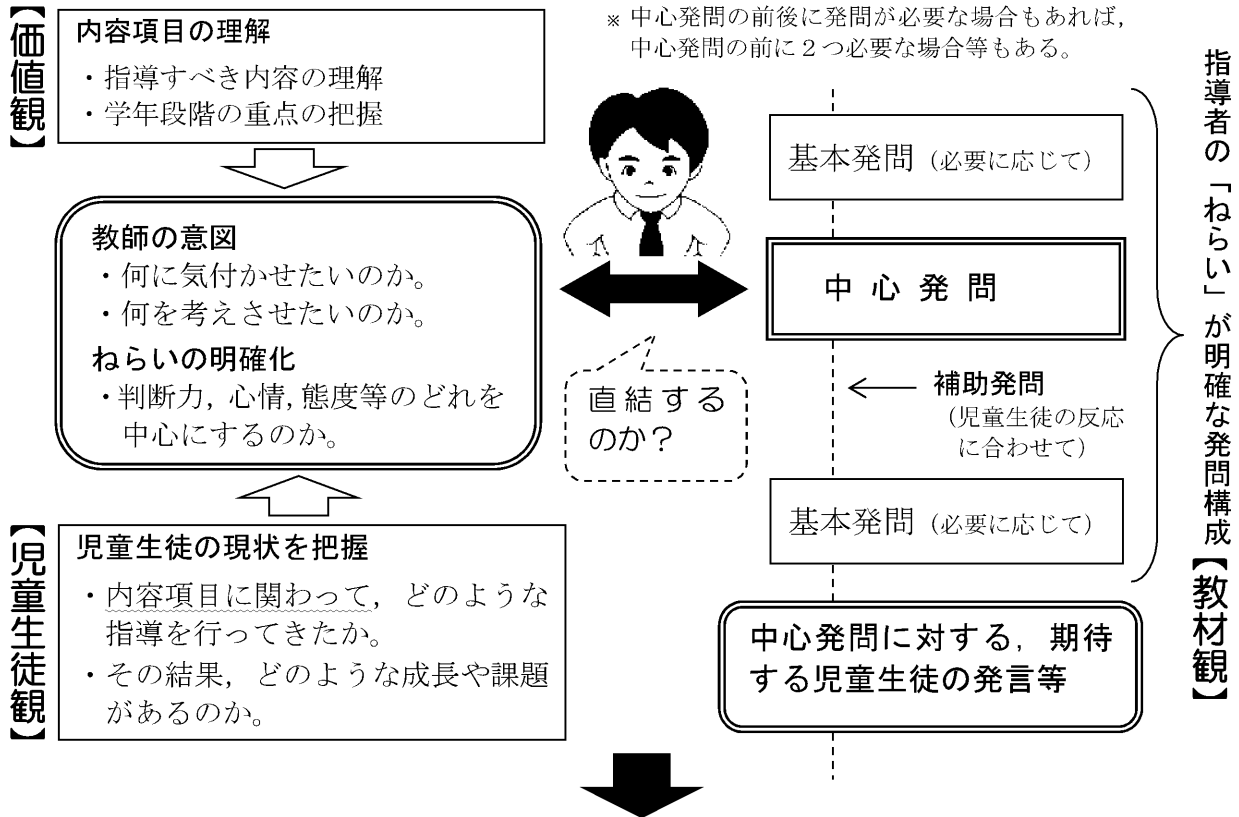 【価値観】
内容項目の理解
・指導すべき内容の理解
・学年段階の重点の把握
教師の意図
・何に気付かせたいのか。
・何を考えさせたいのか。
ねらいの明確化
・判断力，心情，態度等のどれを
中心にするのか。
【児童生徒観】
児童生徒の現状を把握
・内容項目に関わって，どのような
指導を行ってきたか。
・その結果，どのような成長や課題
があるのか。
※ 中心発問の前後に発問が必要な場合もあれば，
中心発問の前に２つ必要な場合等もある。
直結する
のか？
基本発問（必要に応じて）
中心発問
補助発問
（児童生徒の反応
に合わせて）
基本発問（必要に応じて）
中心発問に対する，期待
する児童生徒の発言等
指導者の「ねらい」が明確な発問構成【教材観】